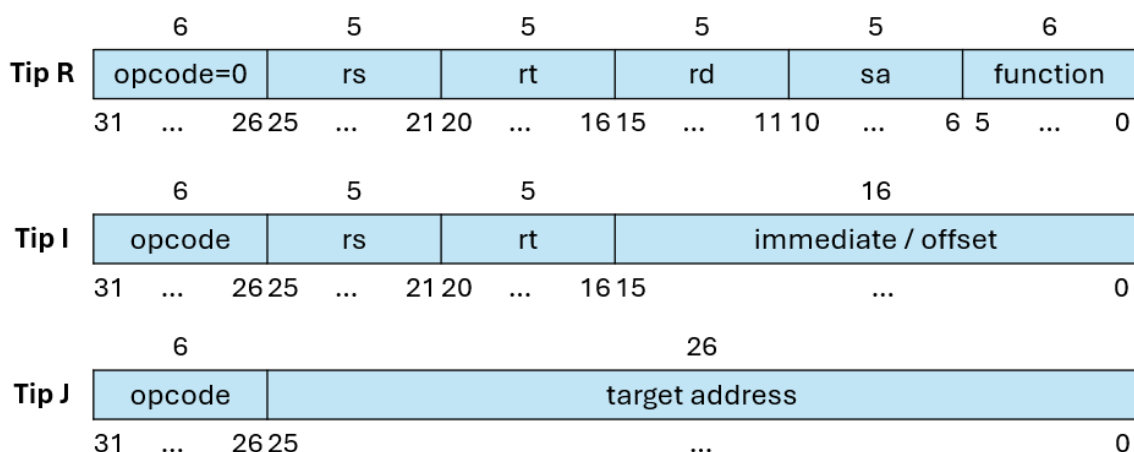 6 5 5 5 5 6
Tip R opcode=0 rs rt rd sa function
31 ... 26 25 ... 21 20 ... 16 15 ... 11 10 ... 6 5 ... 0
6 5 5 16
Tip I opcode rs rt immediate / offset
31 ... 26 25 ... 21 20 ... 16 15 ... 0
6 26
Tip J opcode target address
31 ... 26 25 ... 0